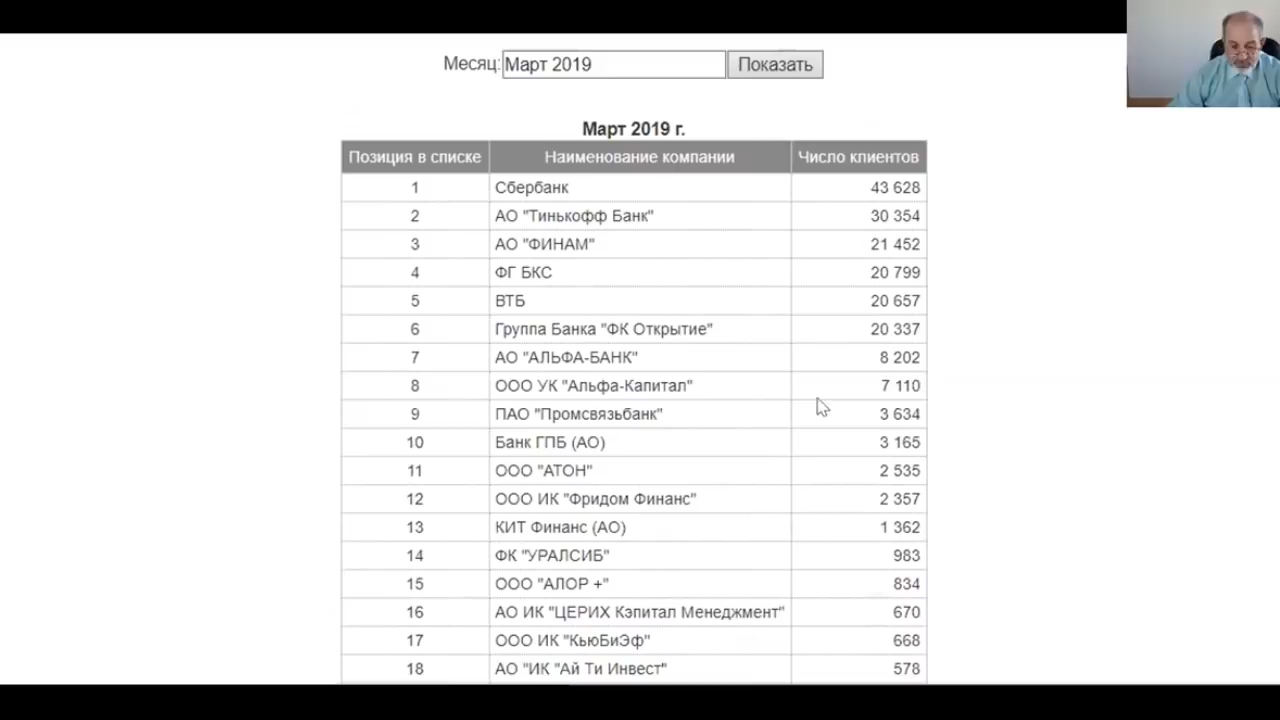 Месяц: Март 2019 Показать
Март 2019 г.
Позиция в списке Наименование компании Число клиентов
1 Сбербанк 43 628
2 АО "Тинькофф Банк" 30 354
3 АО "ФИНАМ" 21 452
4 ФГ БКС 20 799
5 ВТБ 20 657
6 Группа Банка "ФК Открытие" 20 337
7 АО "АЛЬФА-БАНК" 8 202
8 ООО УК "Альфа-Капитал" 7 110
9 ПАО "Промсвязьбанк" 3 634
10 Банк ГПБ (АО) 3 165
11 ООО "АТОН" 2 535
12 ООО ИК "Фридом Финанс" 2 357
13 КИТ Финанс (АО) 1 362
14 ФК "УРАЛСИБ" 983
15 ООО "АЛОР +" 834
16 АО ИК "ЦЕРИХ Кэпитал Менеджмент" 670
17 ООО ИК "КьюБиЭф" 668
18 АО "ИК "Ай Ти Инвест" 578